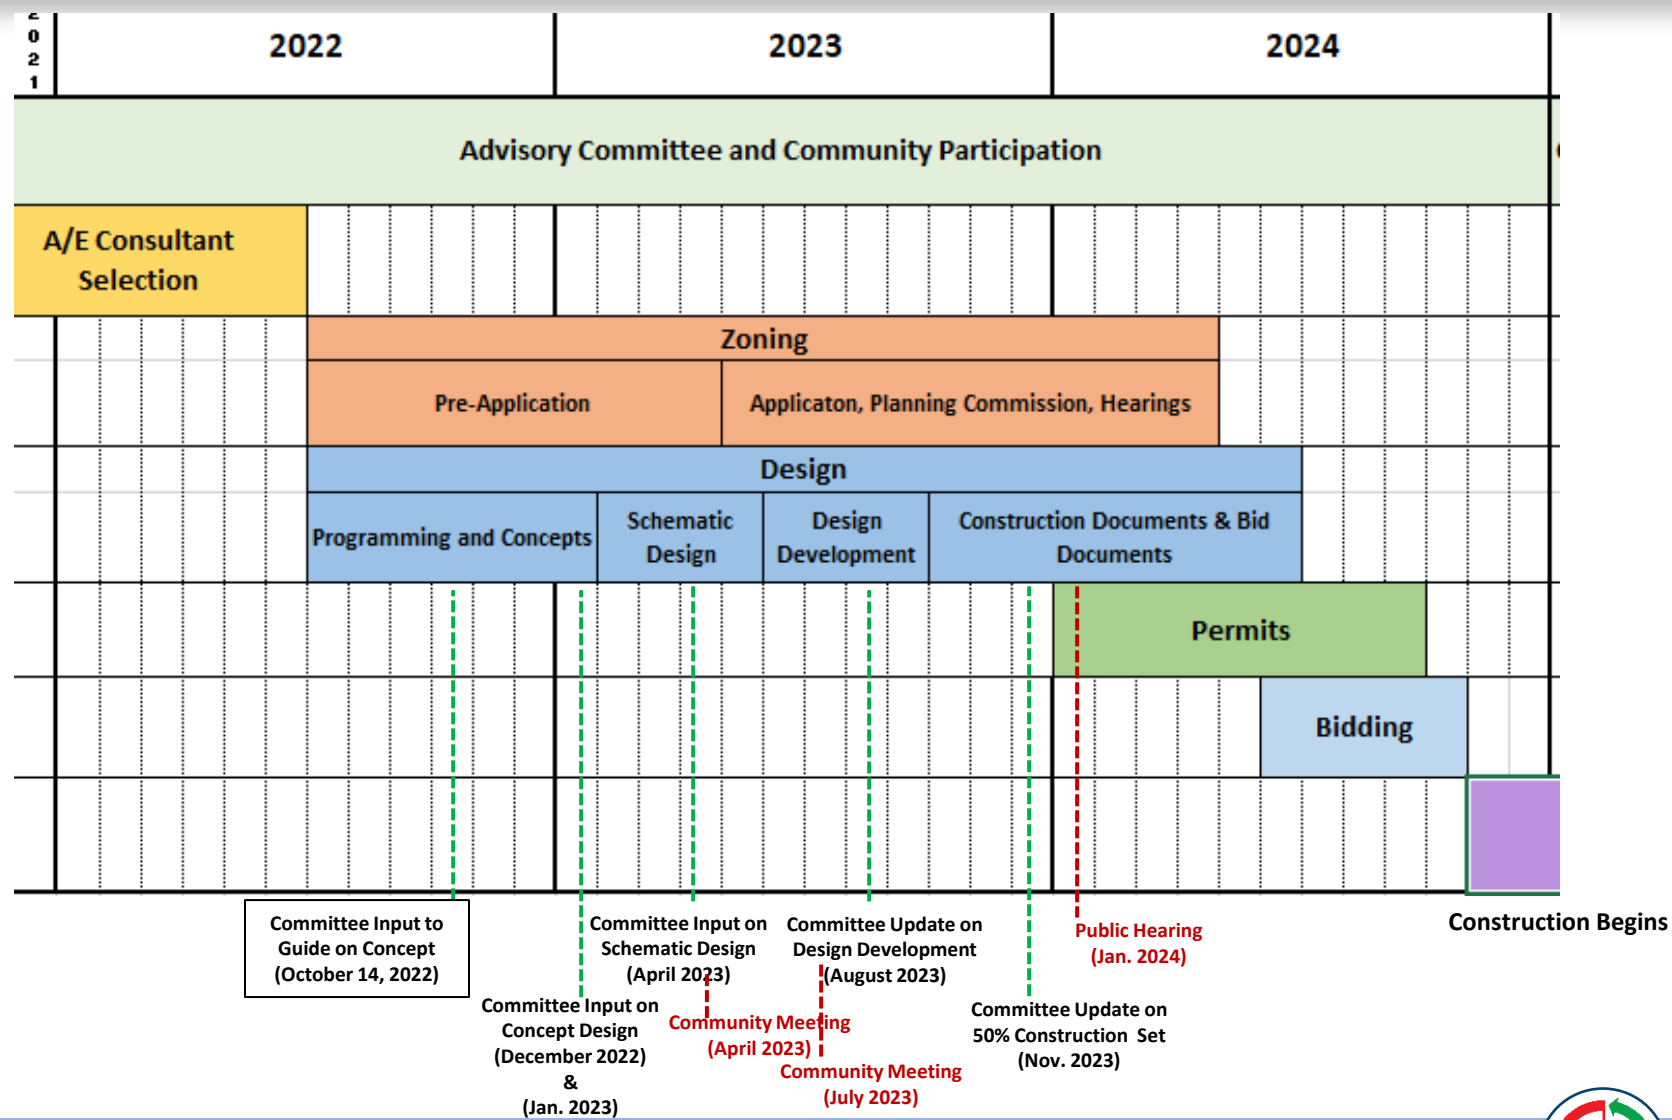 2
0
2
1
2022
2023
2024
Advisory Committee and Community Participation
A/E Consultant
Selection
Zoning
Pre-Application
Applicaton, Planning Commission, Hearings
Design
Programming and Concepts
Schematic
Design
Design
Development
Construction Documents & Bid
Documents
Permits
Bidding
Construction Begins
Committee Input to
Guide on Concept
(October 14, 2022)
Committee Input on
Concept Design
(December 2022)
&
(Jan. 2023)
Committee Input on
Schematic Design
(April 2023)
Community Meeting
(April 2023)
Committee Update on
Design Development
(August 2023)
Community Meeting
(July 2023)
Committee Update on
50% Construction Set
(Nov. 2023)
Public Hearing
(Jan. 2024)